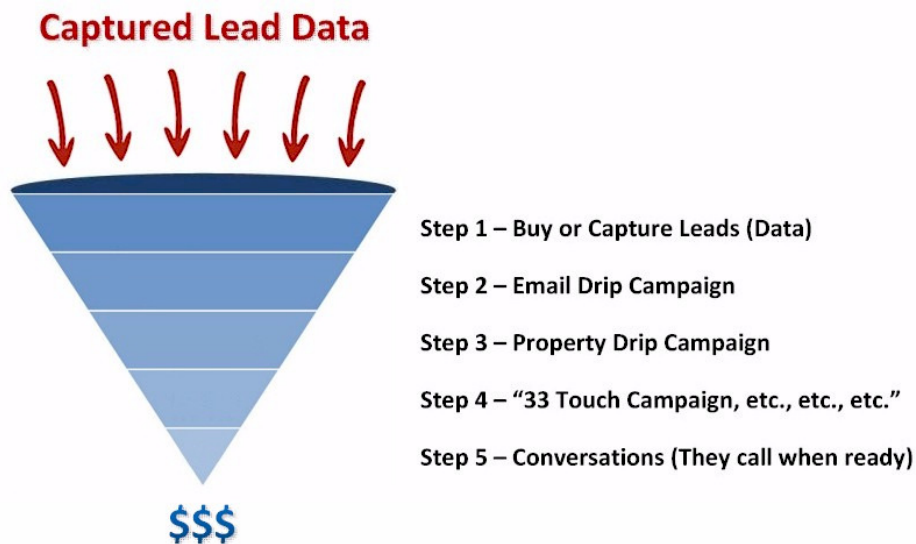 Captured Lead Data
Step 1 – Buy or Capture Leads (Data)
Step 2 – Email Drip Campaign
Step 3 – Property Drip Campaign
Step 4 – “33 Touch Campaign, etc., etc., etc.”
Step 5 – Conversations (They call when ready)
$$$